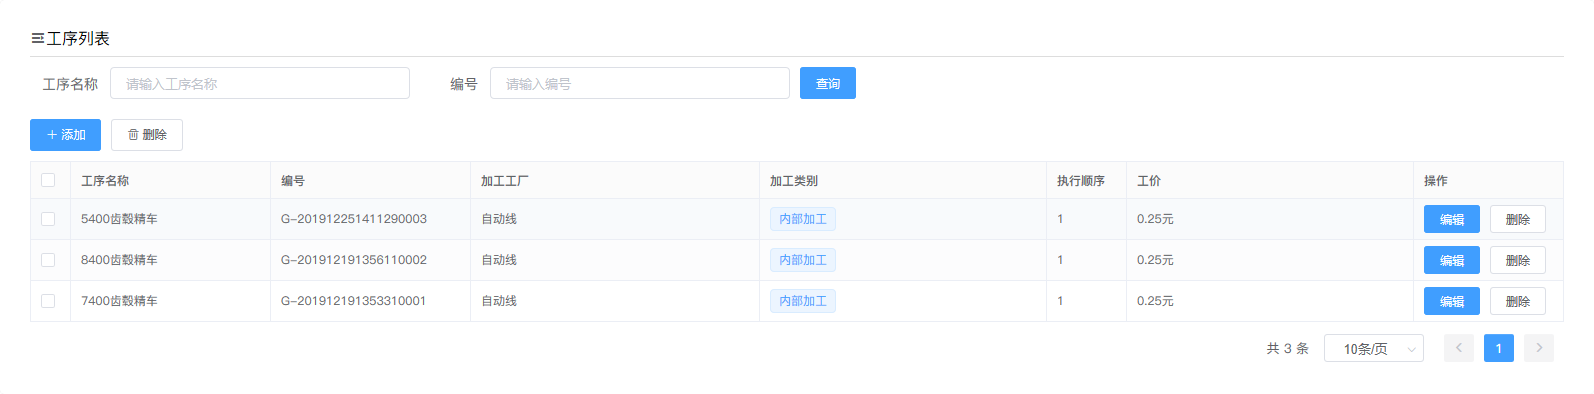 工序列表
工序名称 请输入工序名称 编号 请输入编号 查询
添加 删除
工序名称 编号 加工工厂 加工类别 执行顺序 工价 操作
5400齿毂精车 G-201912251411290003 自动线 内部加工 1 0.25元 编辑 删除
8400齿毂精车 G-201912191356110002 自动线 内部加工 1 0.25元 编辑 删除
7400齿毂精车 G-201912191353310001 自动线 内部加工 1 0.25元 编辑 删除
共 3 条 10条/页 1